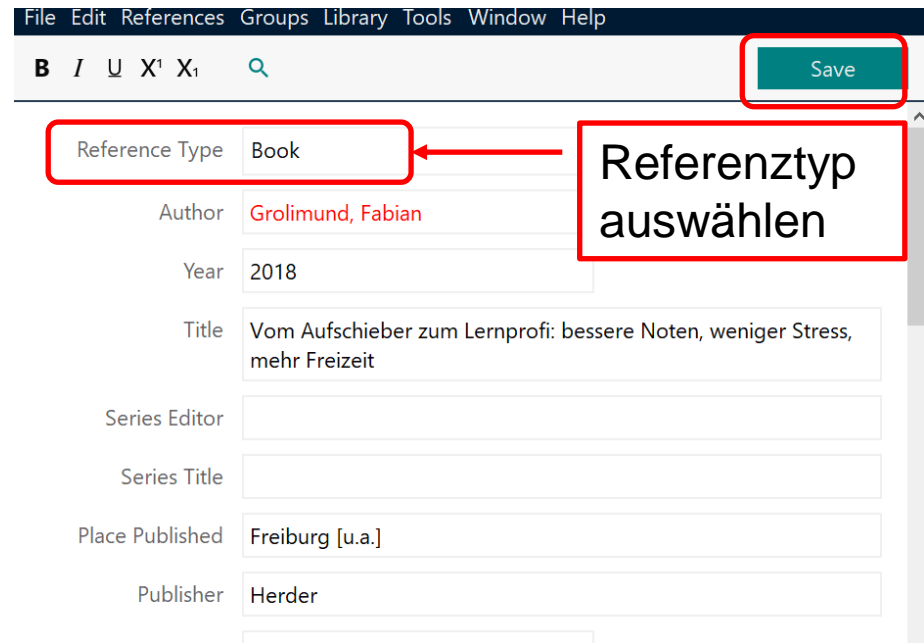 File Edit References Groups Library Tools Window Help
B I U X¹ X₁ Save
Reference Type Book
Referenztyp
auswählen
Author Grolimund, Fabian
Year 2018
Title Vom Aufschieber zum Lernprofi: bessere Noten, weniger Stress,
mehr Freizeit
Series Editor
Series Title
Place Published Freiburg [u.a.]
Publisher Herder